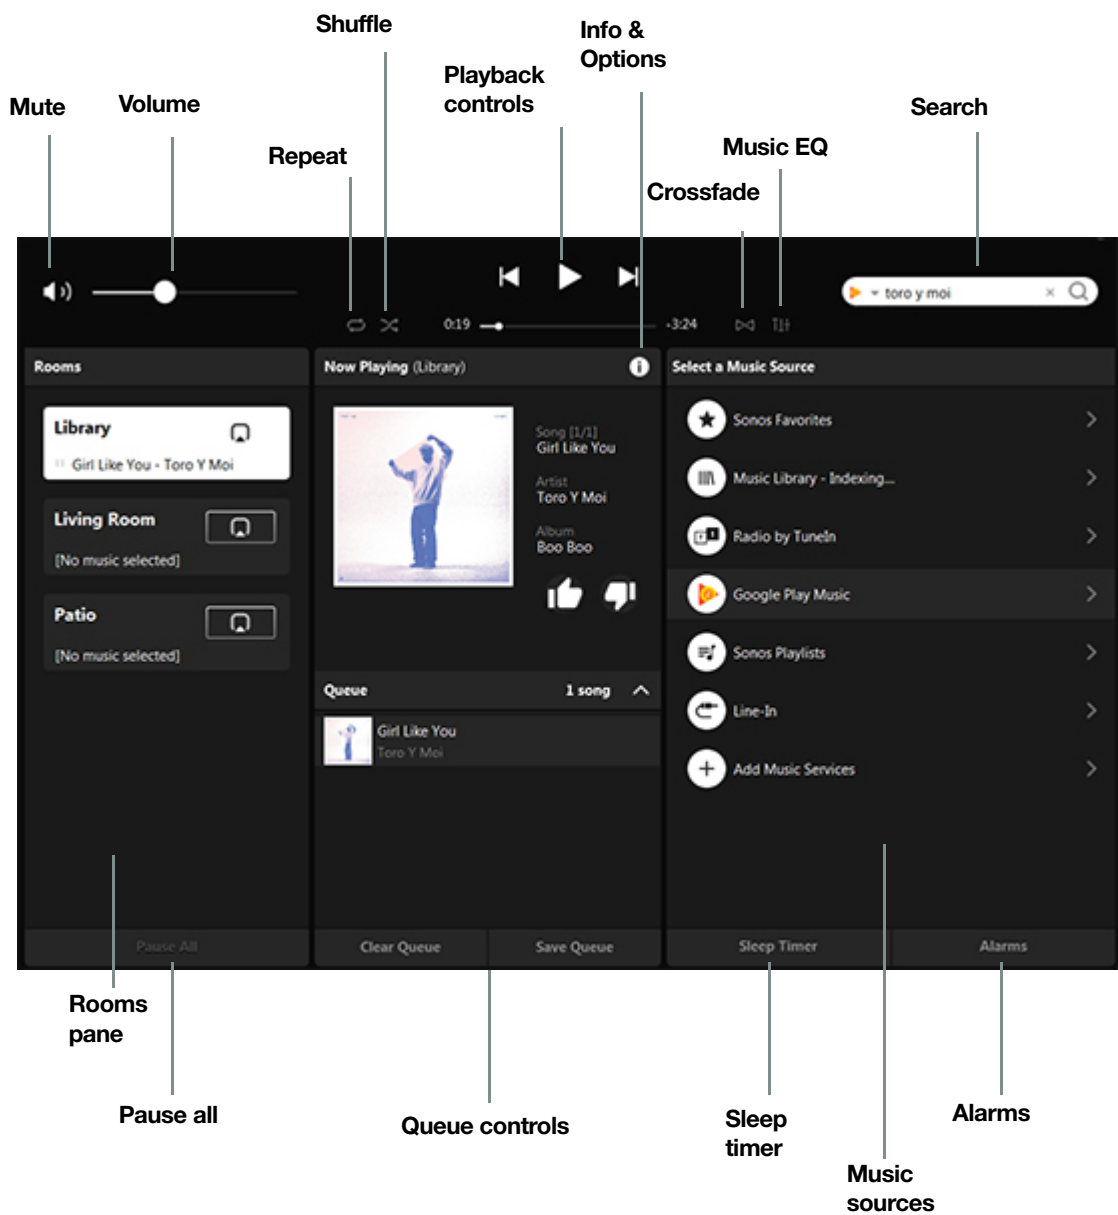 Shuffle
Info &
Options
Playback
controls
Mute
Volume
Search
Repeat
Music EQ
Crossfade
toro y moi
0:19
-3:24
Rooms
Now Playing (Library)
Select a Music Source
Library
Girl Like You - Toro Y Moi
Living Room
[No music selected]
Patio
[No music selected]
Song [1/1]
Girl Like You
Artist
Toro Y Moi
Album
Boo Boo
Queue
1 song
Girl Like You
Toro Y Moi
Sonos Favorites
Music Library - Indexing...
Radio by TuneIn
Google Play Music
Sonos Playlists
Line-In
Add Music Services
Pause All
Clear Queue
Save Queue
Sleep Timer
Alarms
Rooms
pane
Pause all
Queue controls
Sleep
timer
Alarms
Music
sources